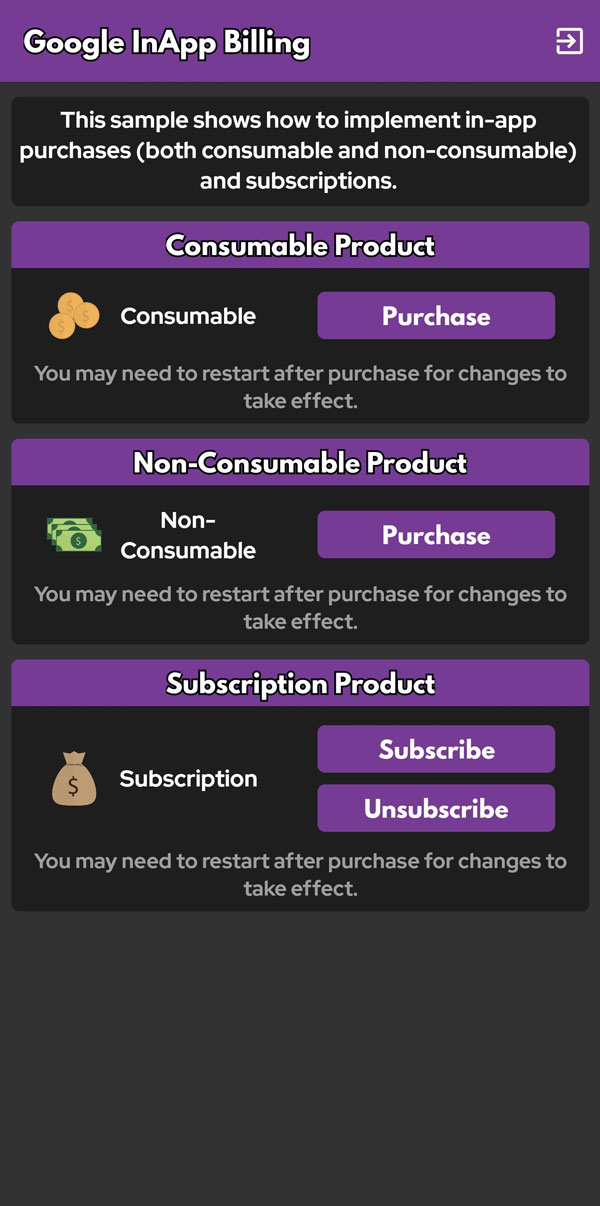 Google InApp Billing
This sample shows how to implement in-app
purchases (both consumable and non-consumable)
and subscriptions.
Consumable Product
Consumable
Purchase
You may need to restart after purchase for changes to
take effect.
Non-Consumable Product
Non-
Consumable
Purchase
You may need to restart after purchase for changes to
take effect.
Subscription Product
Subscription
Subscribe
Unsubscribe
You may need to restart after purchase for changes to
take effect.